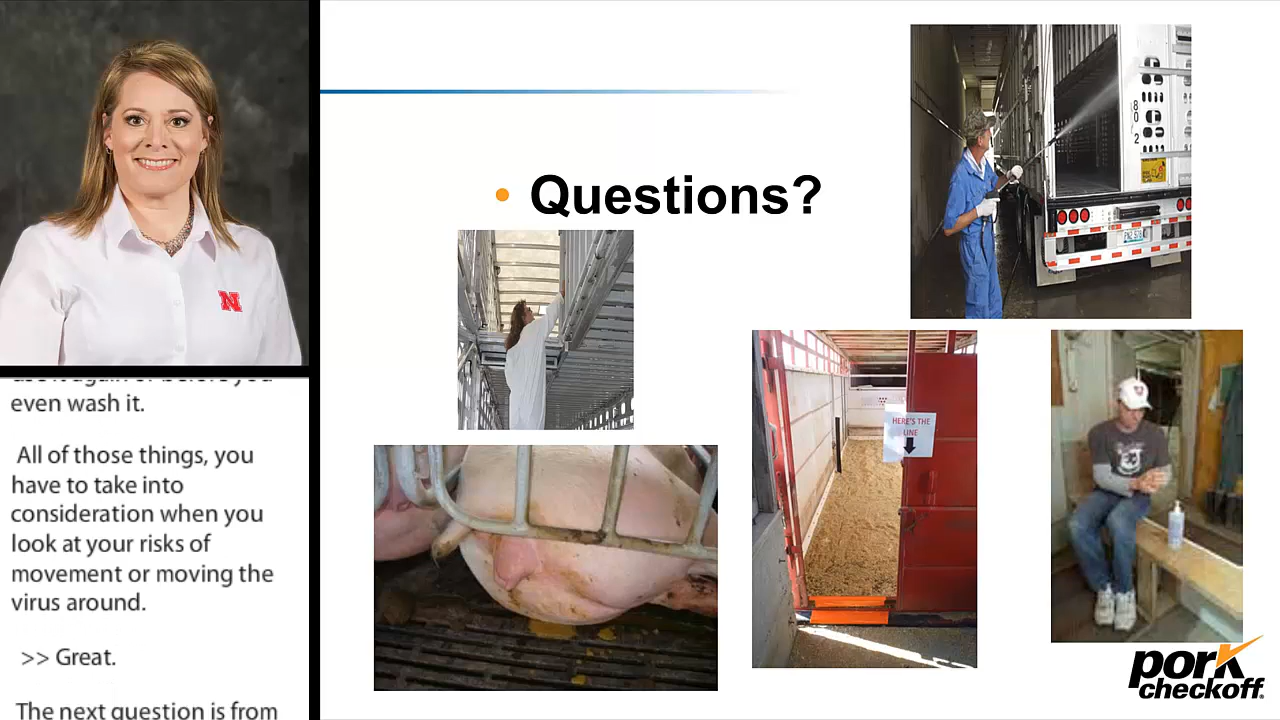 N
even wash it.
All of those things, you
have to take into
consideration when you
look at your risks of
movement or moving the
virus around.
>> Great.
The next question is from
• Questions?
802
HERE'S THE
LINE
pork
checkoff